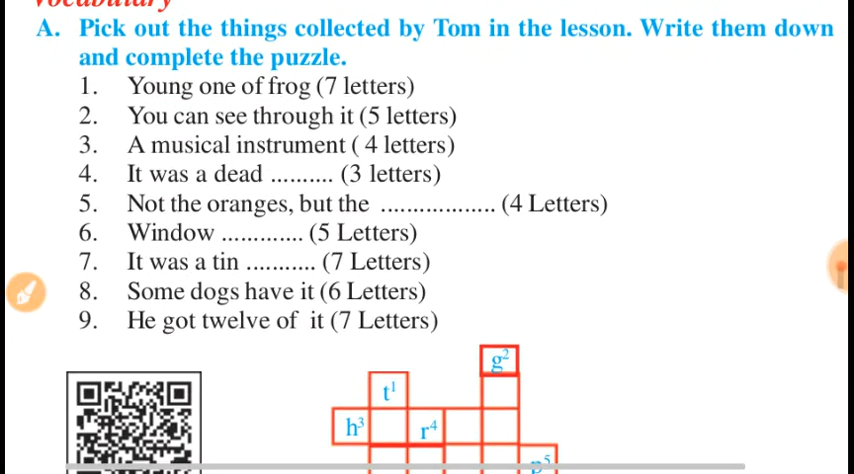 Vocabulary
A. Pick out the things collected by Tom in the lesson. Write them down
and complete the puzzle.
1. Young one of frog (7 letters)
2. You can see through it (5 letters)
3. A musical instrument ( 4 letters)
4. It was a dead .......... (3 letters)
5. Not the oranges, but the .................. (4 Letters)
6. Window ............. (5 Letters)
7. It was a tin ........... (7 Letters)
8. Some dogs have it (6 Letters)
9. He got twelve of it (7 Letters)
g²
t¹
h³ r⁴
p⁵